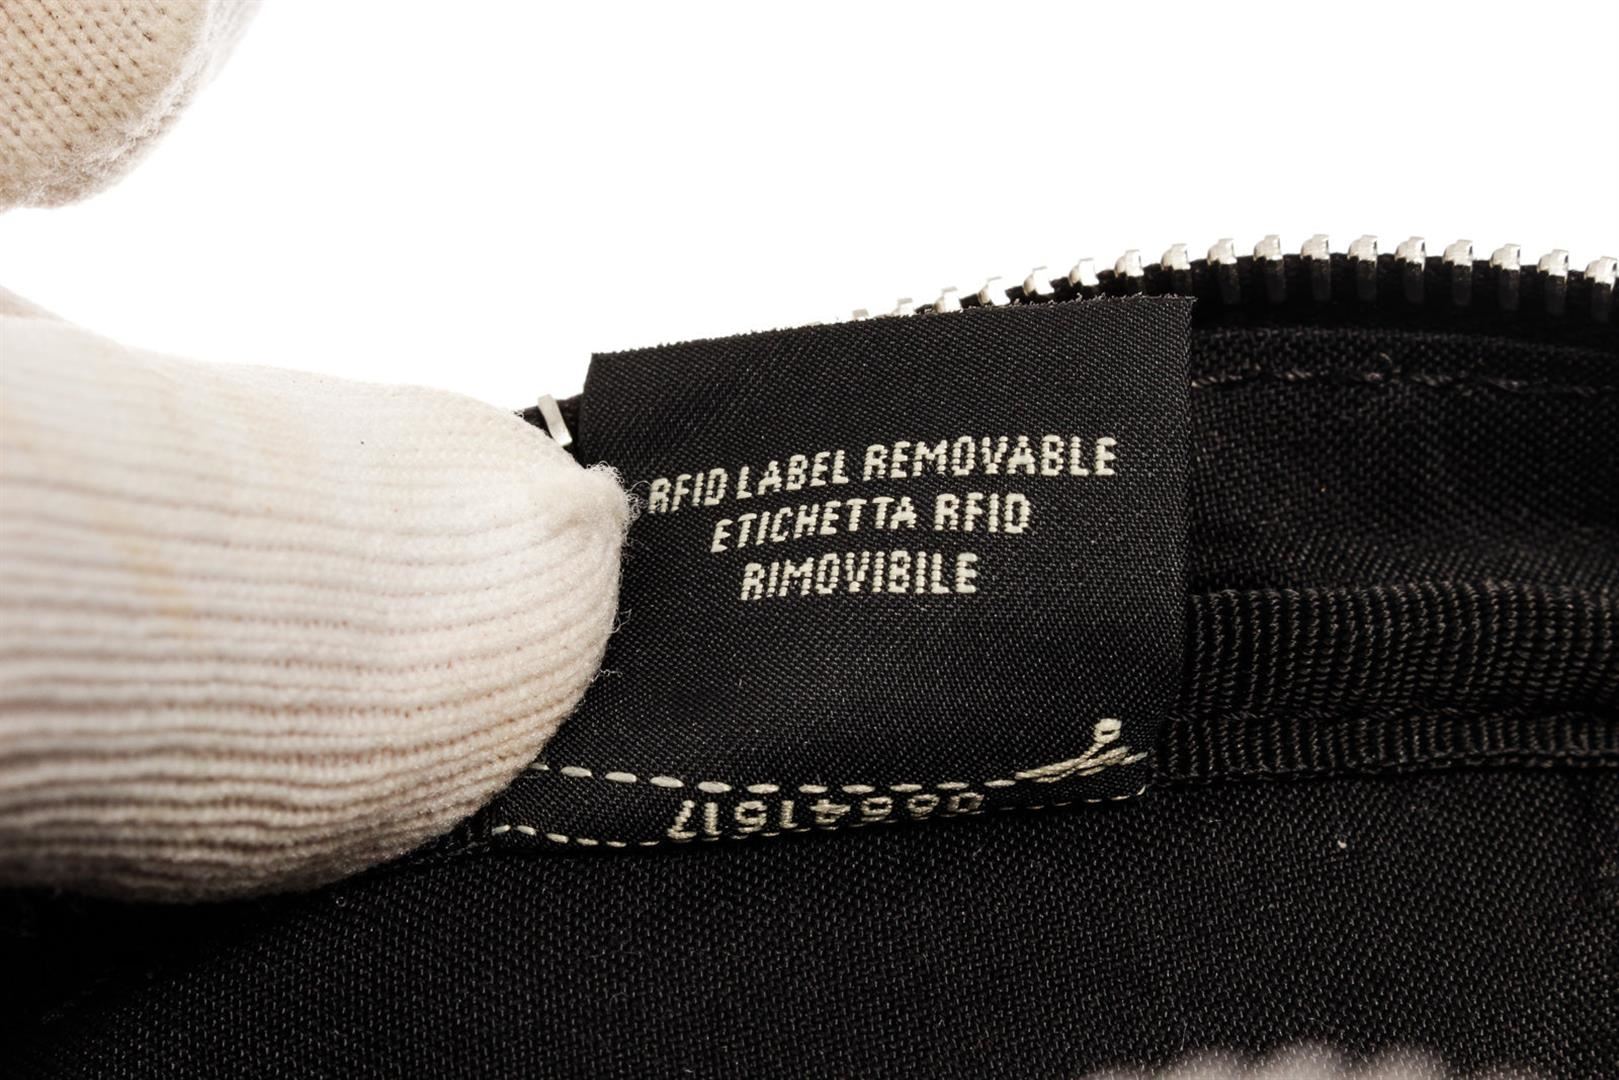 RFID LABEL REMOVABLE
ETICHETTA RFID
RIMOVIBILE